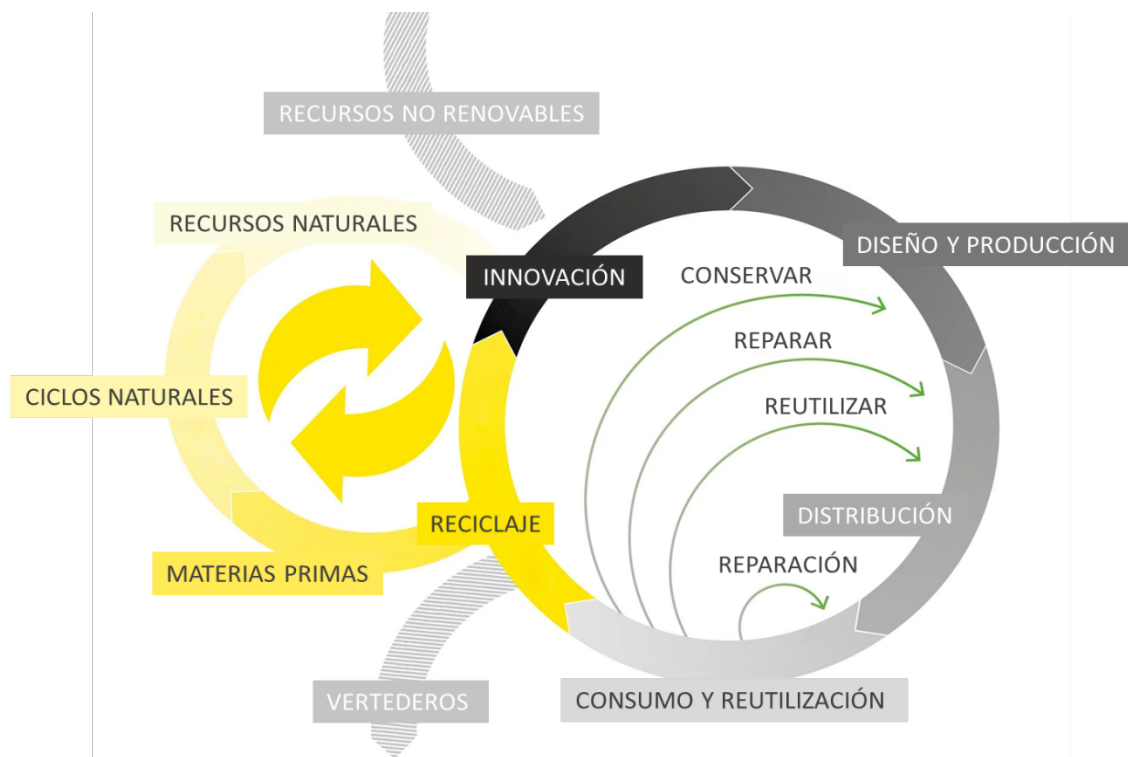 RECURSOS NO RENOVABLES
RECURSOS NATURALES
DISEÑO Y PRODUCCIÓN
INNOVACIÓN
CONSERVAR
REPARAR
CICLOS NATURALES
REUTILIZAR
RECICLAJE
DISTRIBUCIÓN
MATERIAS PRIMAS
REPARACIÓN
VERTEDEROS
CONSUMO Y REUTILIZACIÓN